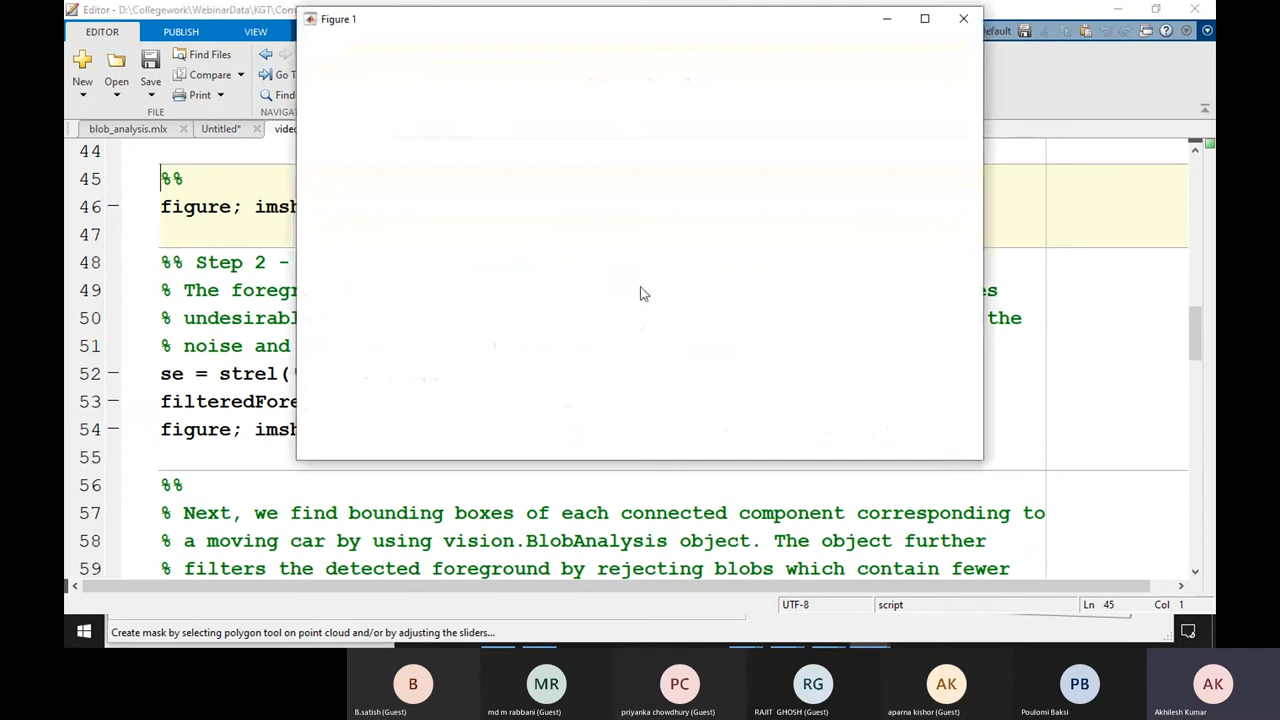 Editor - D:\Collegework\WebinarData\KGT\Com
Figure 1
EDITOR
PUBLISH
VIEW
efault
New
Open
Save
Find Files
Compare
Print
Go T
Find
FILE
NAVIGA
blob_analysis.mlx
Untitled*
video
44
45 %%
46 figure; imsh
47
48 %% Step 2 -
49 % The foregr es
50 % undesirabl the
51 % noise and
52 se = strel('
53 filteredFore
54 figure; imsh
55
56 %%
57 % Next, we find bounding boxes of each connected component corresponding to
58 % a moving car by using vision.BlobAnalysis object. The object further
59 % filters the detected foreground by rejecting blobs which contain fewer
UTF-8
script
Ln 45
Col 1
Create mask by selecting polygon tool on point cloud and/or by adjusting the sliders...
B MR PC RG AK PB AK
B.satish (Guest)
md m rabbani (Guest)
priyanka chowdhury (Guest)
RAJIT GHOSH (Guest)
aparna kishor (Guest)
Poulomi Baksi
Akhilesh Kumar